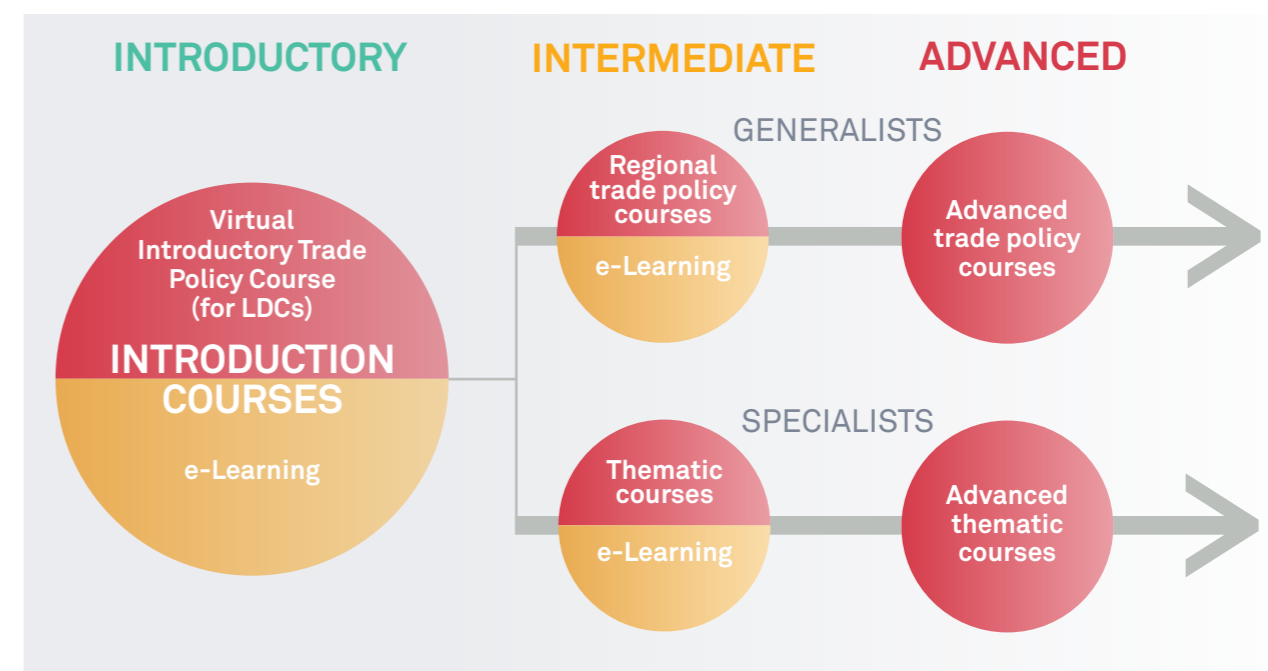 INTRODUCTORY
INTERMEDIATE
ADVANCED
Virtual
Introductory Trade
Policy Course
(for LDCs)
INTRODUCTION
COURSES
e-Learning
GENERALISTS
Regional
trade policy
courses
e-Learning
Advanced
trade policy
courses
SPECIALISTS
Thematic
courses
e-Learning
Advanced
thematic
courses